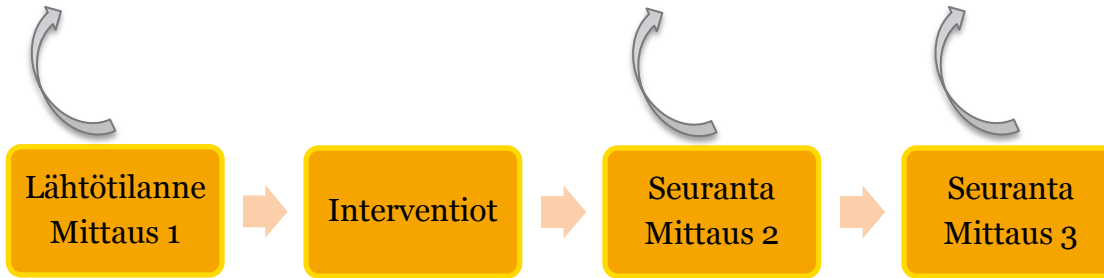 Lähtötilanne
Mittaus 1
Interventiot
Seuranta
Mittaus 2
Seuranta
Mittaus 3